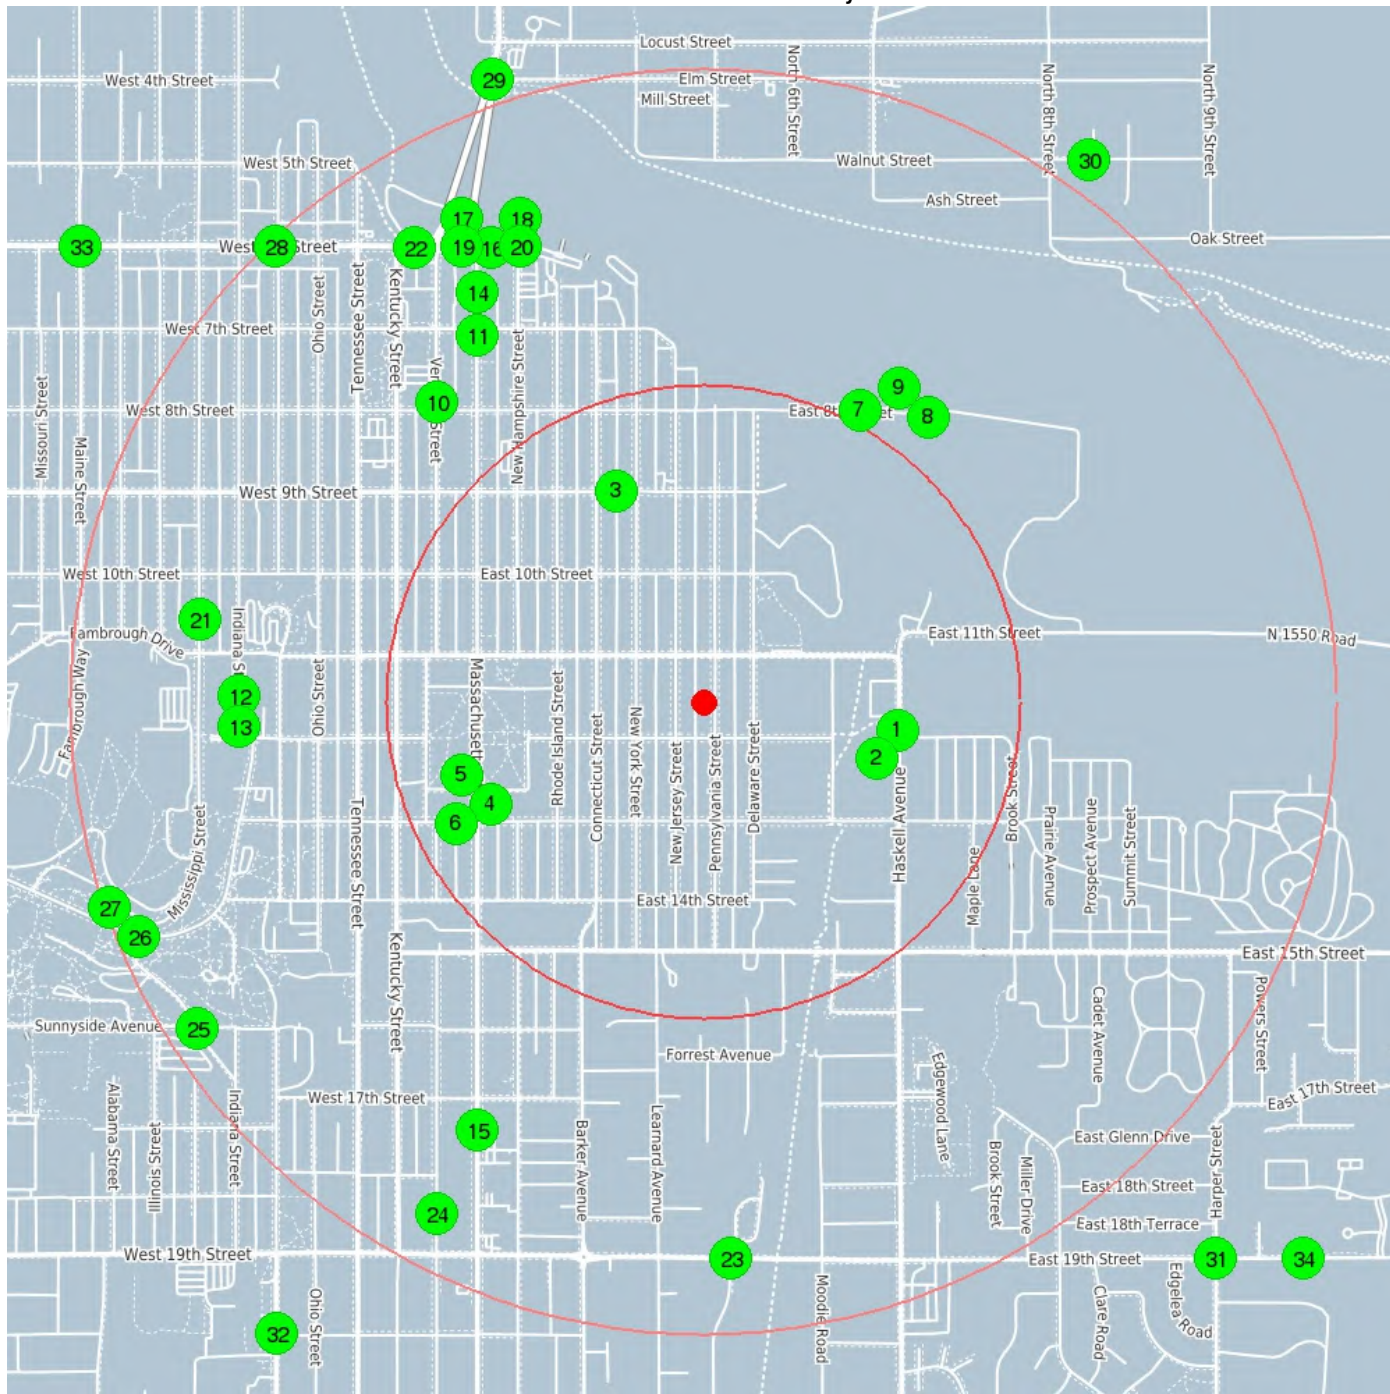 Locust Street
West 4th Street
29
Elm Street
Mill Street
North 6th Street
North 8th Street
North 9th Street
West 5th Street
Walnut Street
30
Ash Street
17
18
33
West
28
Street
22
19
16
20
Oak Street
14
West 7th Street
11
Ohio Street
Tennessee Street
Kentucky Street
New Hampshire Street
West 8th Street
10
Street
East 8th Street
7
9
8
Missouri Street
Maine Street
West 9th Street
3
West 10th Street
East 10th Street
21
Fambrough Drive
Indiana St
East 11th Street
N 1550 Road
Fambrough Way
12
13
Ohio Street
Massachusett
Rhode Island Street
Connecticut Street
New York Street
New Jersey Street
Pennsylvania Street
Delaware Street
1
2
5
4
6
Haskell Avenue
Brook Street
Maple Lane
Prairie Avenue
Prospect Avenue
Summit Street
Mississippi Street
Tennessee Street
27
26
East 14th Street
Kentucky Street
East 15th Street
Sunnyside Avenue
25
Forrest Avenue
Cadet Avenue
Powers Street
Alabama Street
Illinois Street
Indiana Street
West 17th Street
15
Barker Avenue
Learnard Avenue
Edgewood Lane
Brook Street
Miller Drive
East 17th Street
East Glenn Drive
East 18th Street
East 18th Terrace
Harper Street
24
West 19th Street
23
East 19th Street
31
34
Moodie Road
Clare Road
Edgelea Road
32
Ohio Street